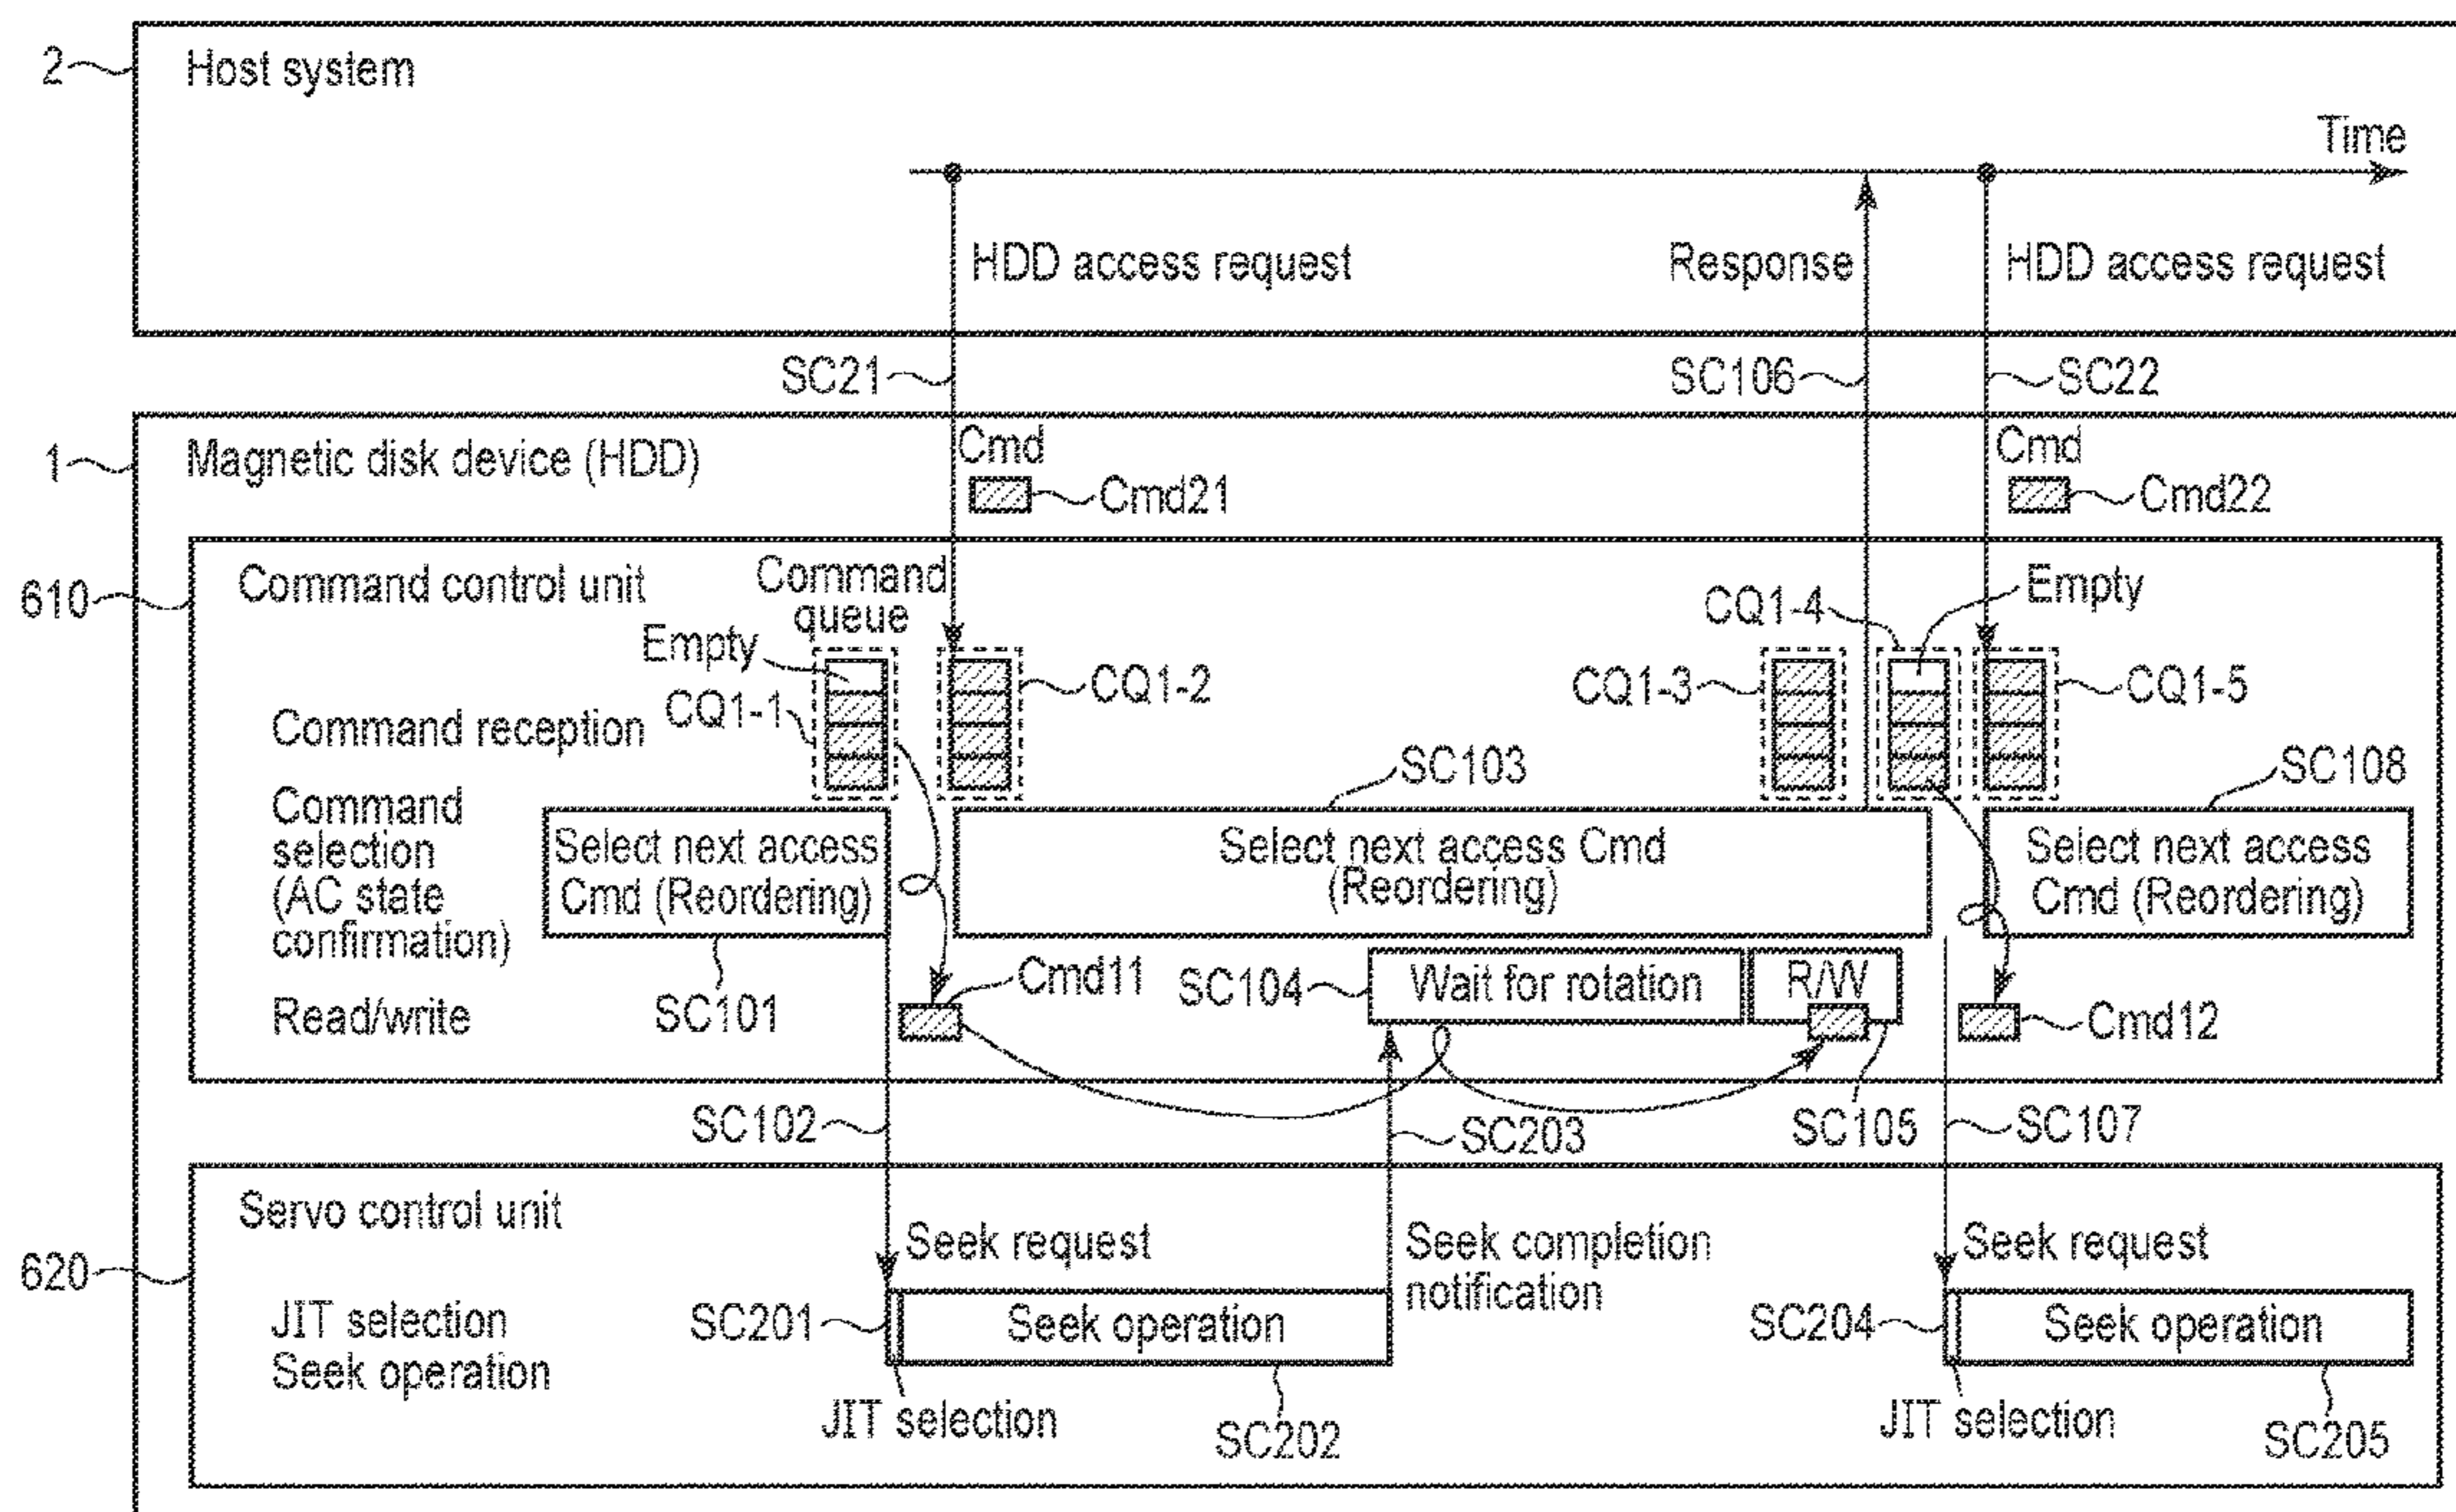 2
Host system
Time
HDD access request
Response
HDD access request
SC21
SC106
SC22
1
Magnetic disk device (HDD)
Cmd
Cmd21
Cmd
Cmd22
610
Command control unit
Command
queue
Empty
CQ1-1
CQ1-2
CQ1-3
CQ1-4
Empty
CQ1-5
Command reception
Command
selection
(AC state
confirmation)
SC103
SC108
Select next access
Cmd (Reordering)
Select next access Cmd
(Reordering)
Select next access
Cmd (Reordering)
SC101
Cmd11
SC104
Wait for rotation
R/W
Cmd12
Read/write
SC102
SC203
SC105
SC107
620
Servo control unit
Seek request
Seek completion
notification
Seek request
JIT selection
Seek operation
SC201
Seek operation
SC204
Seek operation
JIT selection
SC202
JIT selection
SC205